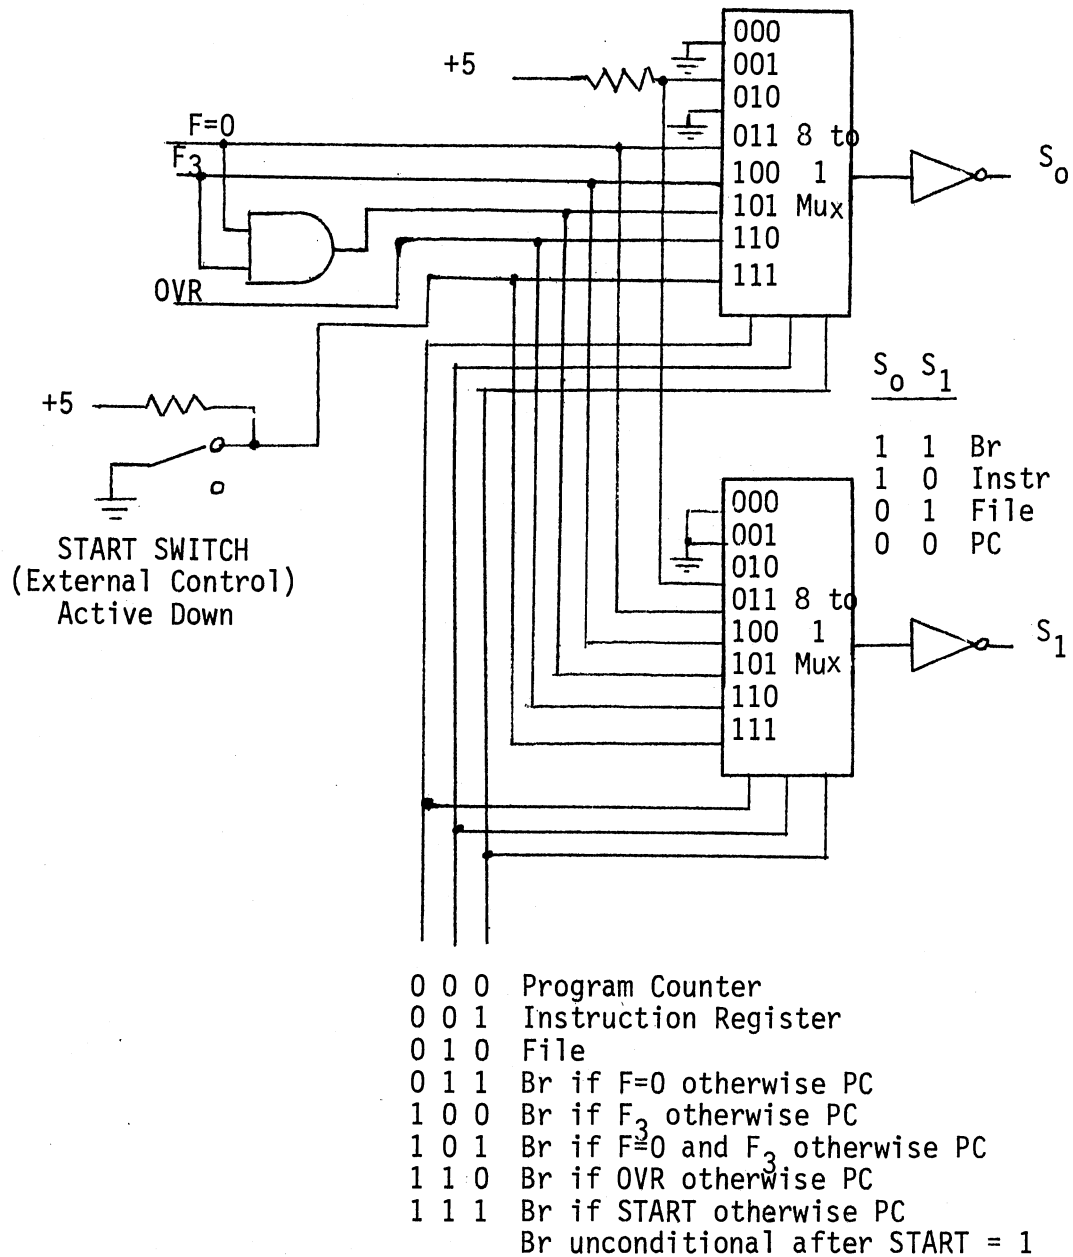 +5
000
001
010
011 8 to
100 1
101 Mux
110
111
F=0
F3
OVR
So
+5
START SWITCH
(External Control)
Active Down
So S1
1 1 Br
1 0 Instr
0 1 File
0 0 PC
000
001
010
011 8 to
100 1
101 Mux
110
111
S1
0 0 0 Program Counter
0 0 1 Instruction Register
0 1 0 File
0 1 1 Br if F=0 otherwise PC
1 0 0 Br if F3 otherwise PC
1 0 1 Br if F=0 and F3 otherwise PC
1 1 0 Br if OVR otherwise PC
1 1 1 Br if START otherwise PC
Br unconditional after START = 1